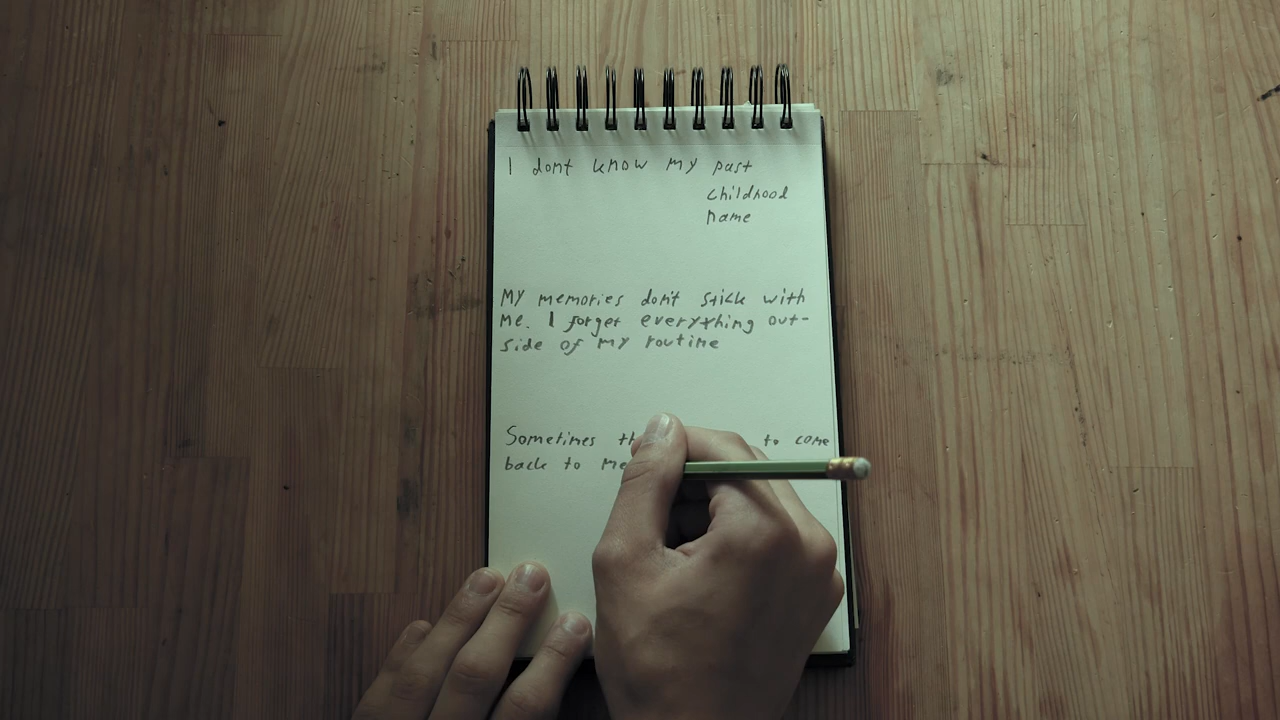 I dont know my past
childhood
name
My memories don't stick with
me. I forget everything out-
side of my routine
Sometimes to come
back to me